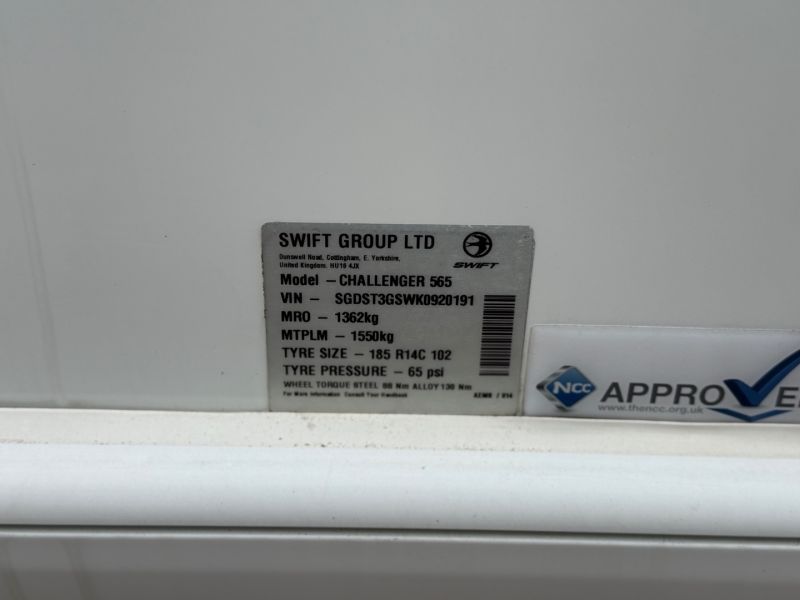 SWIFT GROUP LTD
Dunswell Road, Cottingham, E. Yorkshire,
United Kingdom. HU16 4JX
SWIFT
Model - CHALLENGER 565
VIN - SGDST3GSWK0920191
MRO - 1362kg
MTPLM - 1550kg
TYRE SIZE - 185 R14C 102
TYRE PRESSURE - 65 psi
WHEEL TORQUE STEEL 88 Nm ALLOY 130 Nm
For More Information Consult Your Handbook
NCC APPROVE
www.thencc.org.uk